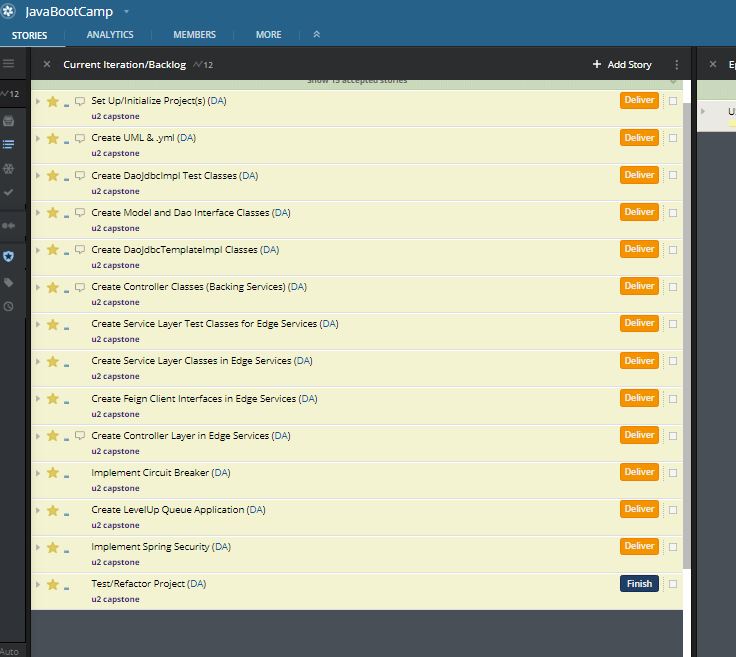 JavaBootCamp
STORIES ANALYTICS MEMBERS MORE
Current Iteration/Backlog 12 + Add Story
12
Show 15 accepted stories
Set Up/Initialize Project(s) (DA) Deliver
u2 capstone
Create UML & .yml (DA) Deliver
u2 capstone
Create DaoJdbcImpl Test Classes (DA) Deliver
u2 capstone
Create Model and Dao Interface Classes (DA) Deliver
u2 capstone
Create DaoJdbcTemplateImpl Classes (DA) Deliver
u2 capstone
Create Controller Classes (Backing Services) (DA) Deliver
u2 capstone
Create Service Layer Test Classes for Edge Services (DA) Deliver
u2 capstone
Create Service Layer Classes in Edge Services (DA) Deliver
u2 capstone
Create Feign Client Interfaces in Edge Services (DA) Deliver
u2 capstone
Create Controller Layer in Edge Services (DA) Deliver
u2 capstone
Implement Circuit Breaker (DA) Deliver
u2 capstone
Create LevelUp Queue Application (DA) Deliver
u2 capstone
Implement Spring Security (DA) Deliver
u2 capstone
Test/Refactor Project (DA) Finish
u2 capstone
Auto